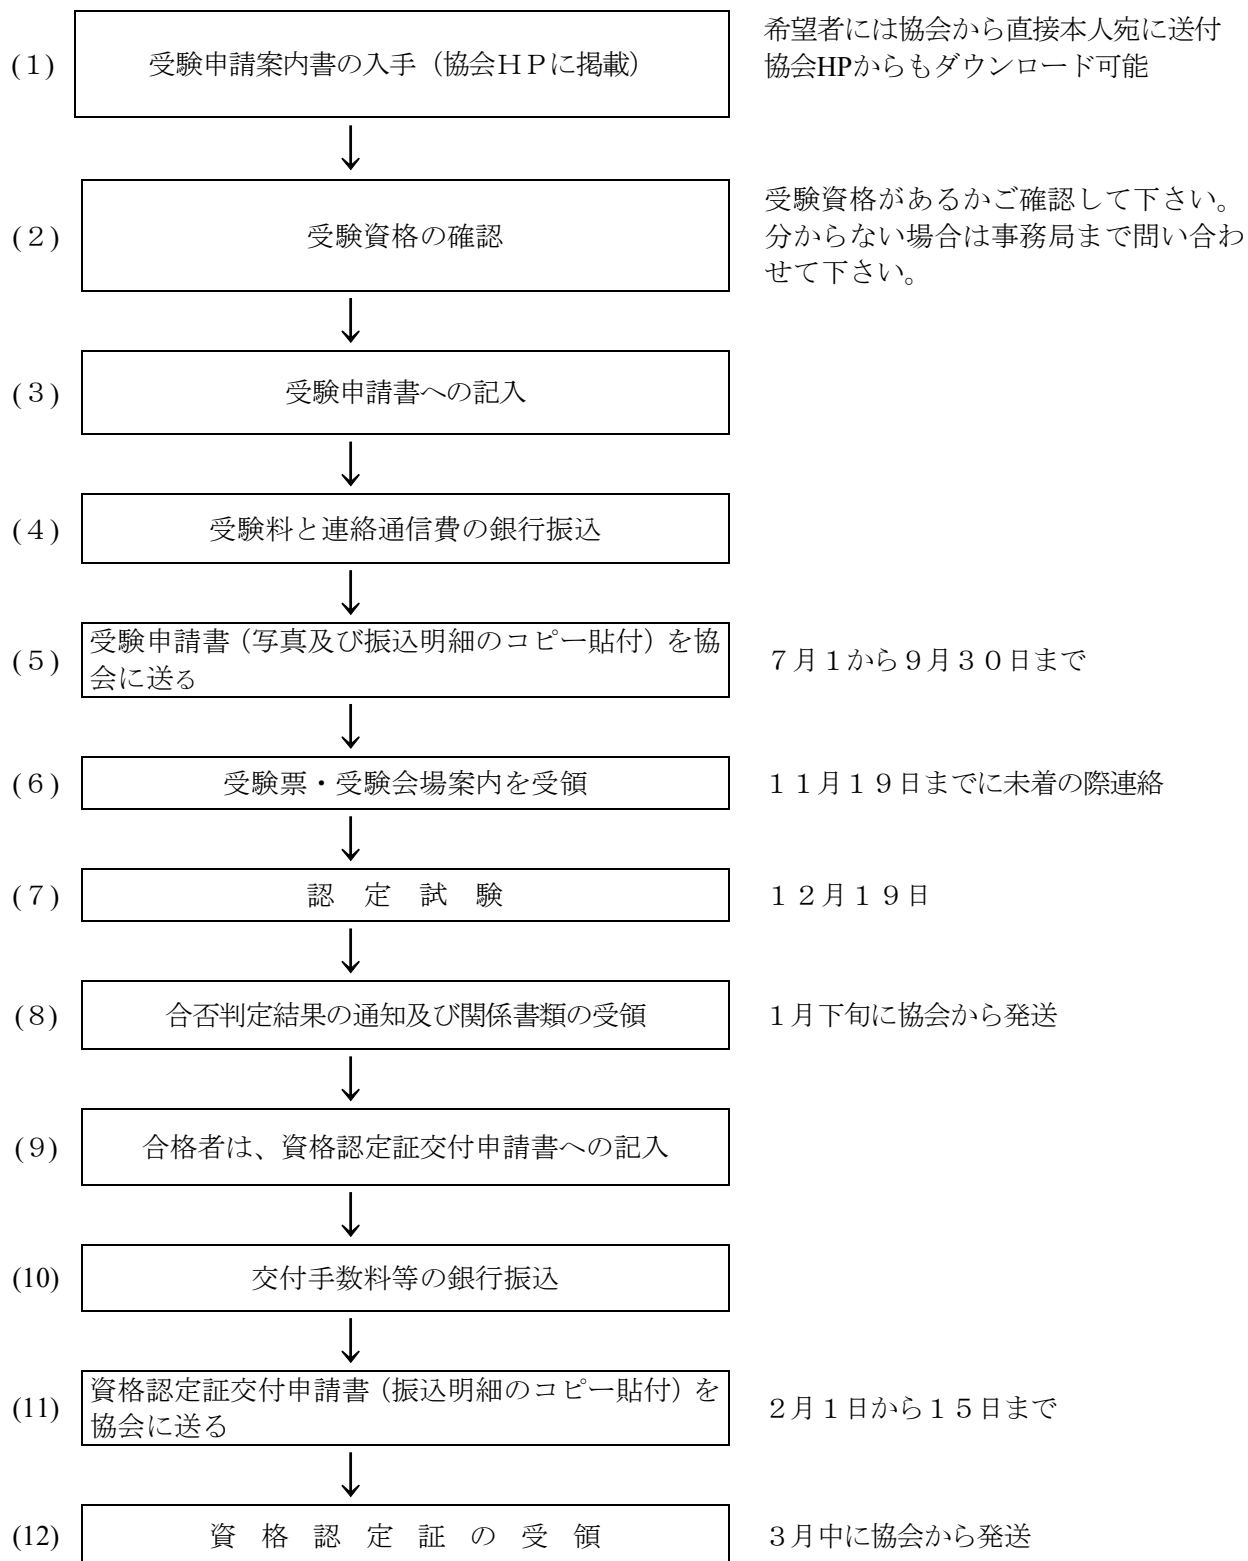 (1) 受験申請案内書の入手（協会ＨＰに掲載）
希望者には協会から直接本人宛に送付
協会HPからもダウンロード可能
(２) 受験資格の確認
受験資格があるかご確認して下さい。
分からない場合は事務局まで問い合わ
せて下さい。
(３) 受験申請書への記入
(４) 受験料と連絡通信費の銀行振込
(５) 受験申請書（写真及び振込明細のコピー貼付）を協
会に送る
７月１から９月３０日まで
(６) 受験票・受験会場案内を受領
１１月１９日までに未着の際連絡
(７) 認　定　試　験
１２月１９日
(８) 合否判定結果の通知及び関係書類の受領
１月下旬に協会から発送
(９) 合格者は、資格認定証交付申請書への記入
(10) 交付手数料等の銀行振込
(11) 資格認定証交付申請書（振込明細のコピー貼付）を
協会に送る
２月１日から１５日まで
(12) 資　格　認　定　証　の　受　領
３月中に協会から発送